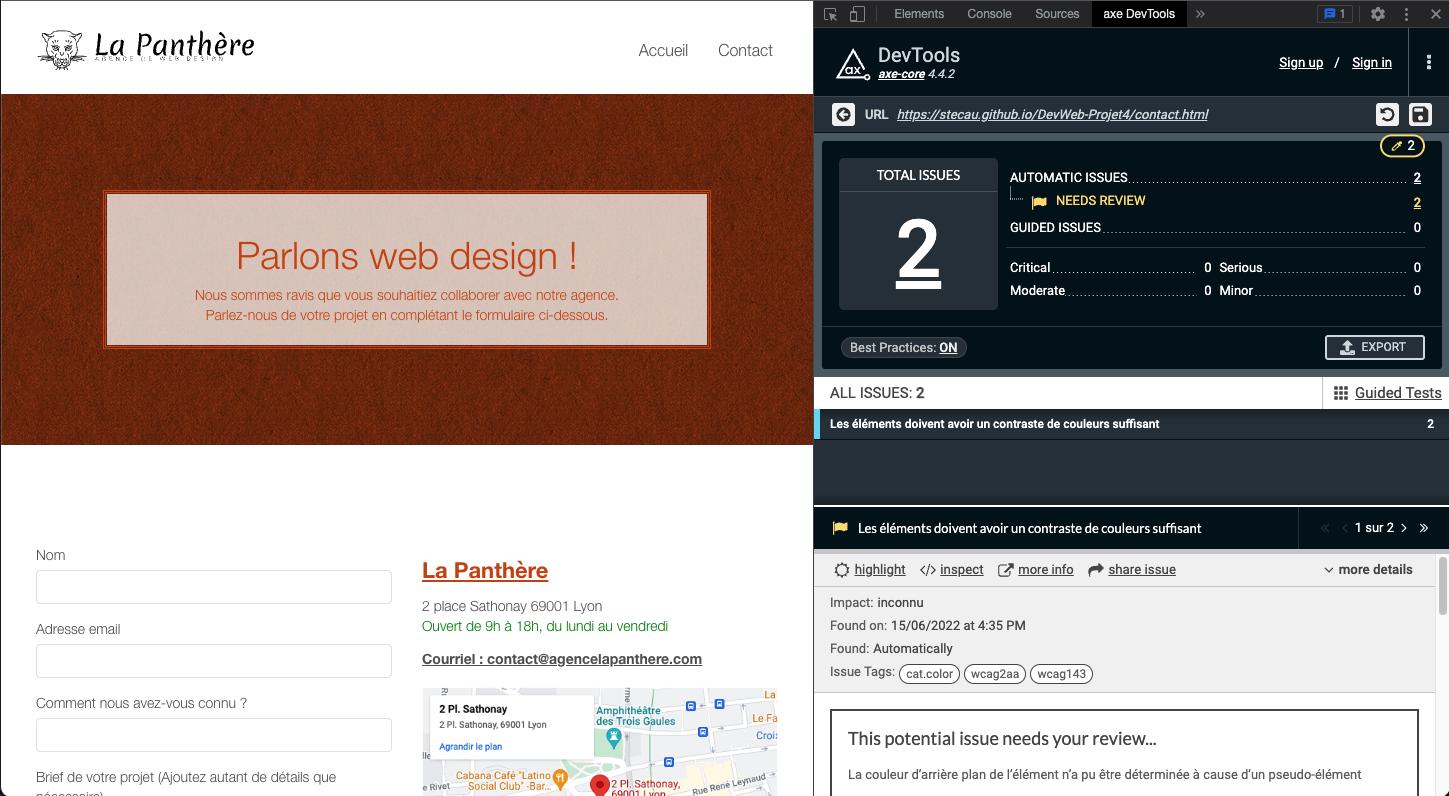 La Panthère
AGENCE DE WEB DESIGN
Accueil
Contact
Parlons web design !
Nous sommes ravis que vous souhaitiez collaborer avec notre agence.
Parlez-nous de votre projet en complétant le formulaire ci-dessous.
Nom
Adresse email
Comment nous avez-vous connu ?
Brief de votre projet (Ajoutez autant de détails que
nécessaire)
La Panthère
2 place Sathonay 69001 Lyon
Ouvert de 9h à 18h, du lundi au vendredi
Courriel : contact@agencelapanthere.com
2 Pl. Sathonay
2 Pl. Sathonay, 69001 Lyon
Agrandir le plan
Amphithéâtre
des Trois Gaules
La
Le Fa
Croix
Cabana Café "Latino
Social Club" -Bar...
2 Pl. Sathonay,
69001 Lyon
Rue René Leynaud
e Rivet
Elements
Console
Sources
axe DevTools
1
ax
DevTools
axe-core 4.4.2
Sign up / Sign in
URL https://stecau.github.io/DevWeb-Projet4/contact.html
2
TOTAL ISSUES
2
AUTOMATIC ISSUES 2
NEEDS REVIEW 2
GUIDED ISSUES 0
Critical 0 Serious 0
Moderate 0 Minor 0
Best Practices: ON
EXPORT
ALL ISSUES: 2
Guided Tests
Les éléments doivent avoir un contraste de couleurs suffisant 2
Les éléments doivent avoir un contraste de couleurs suffisant
1 sur 2
highlight
inspect
more info
share issue
more details
Impact: inconnu
Found on: 15/06/2022 at 4:35 PM
Found: Automatically
Issue Tags: cat.color wcag2aa wcag143
This potential issue needs your review...
La couleur d'arrière plan de l'élément n'a pu être déterminée à cause d'un pseudo-élément